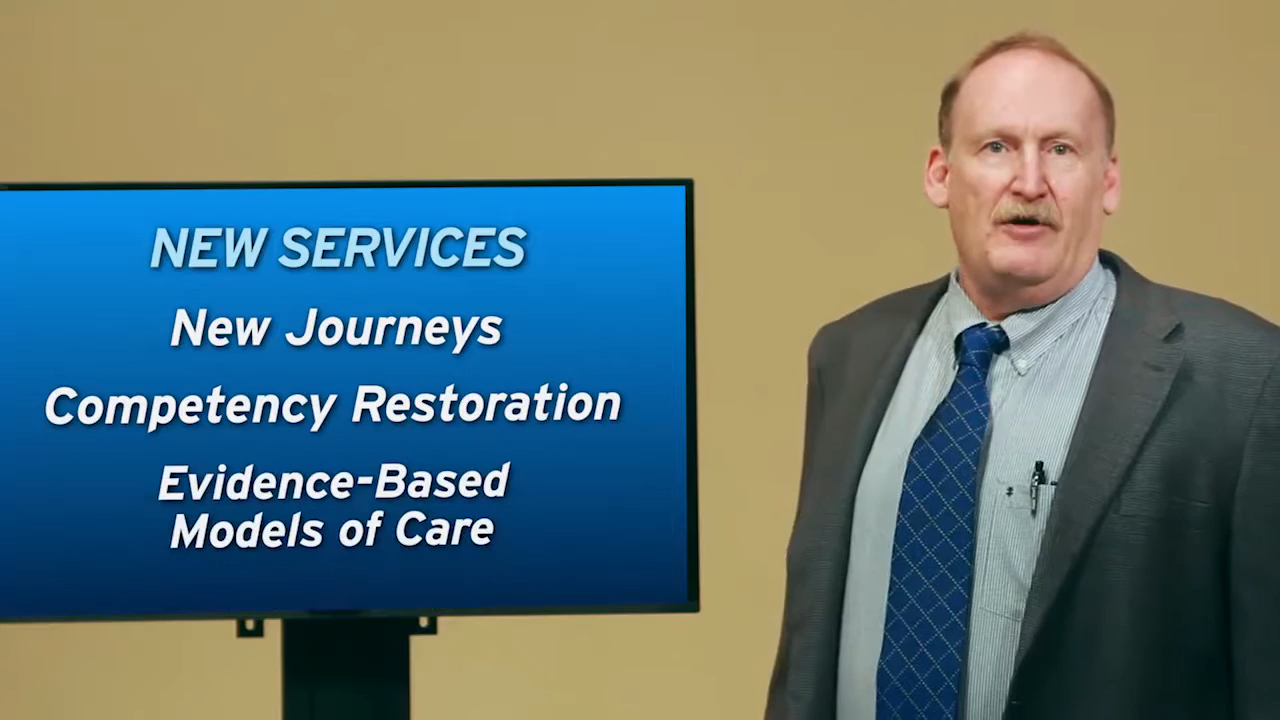 NEW SERVICES
New Journeys
Competency Restoration
Evidence-Based
Models of Care